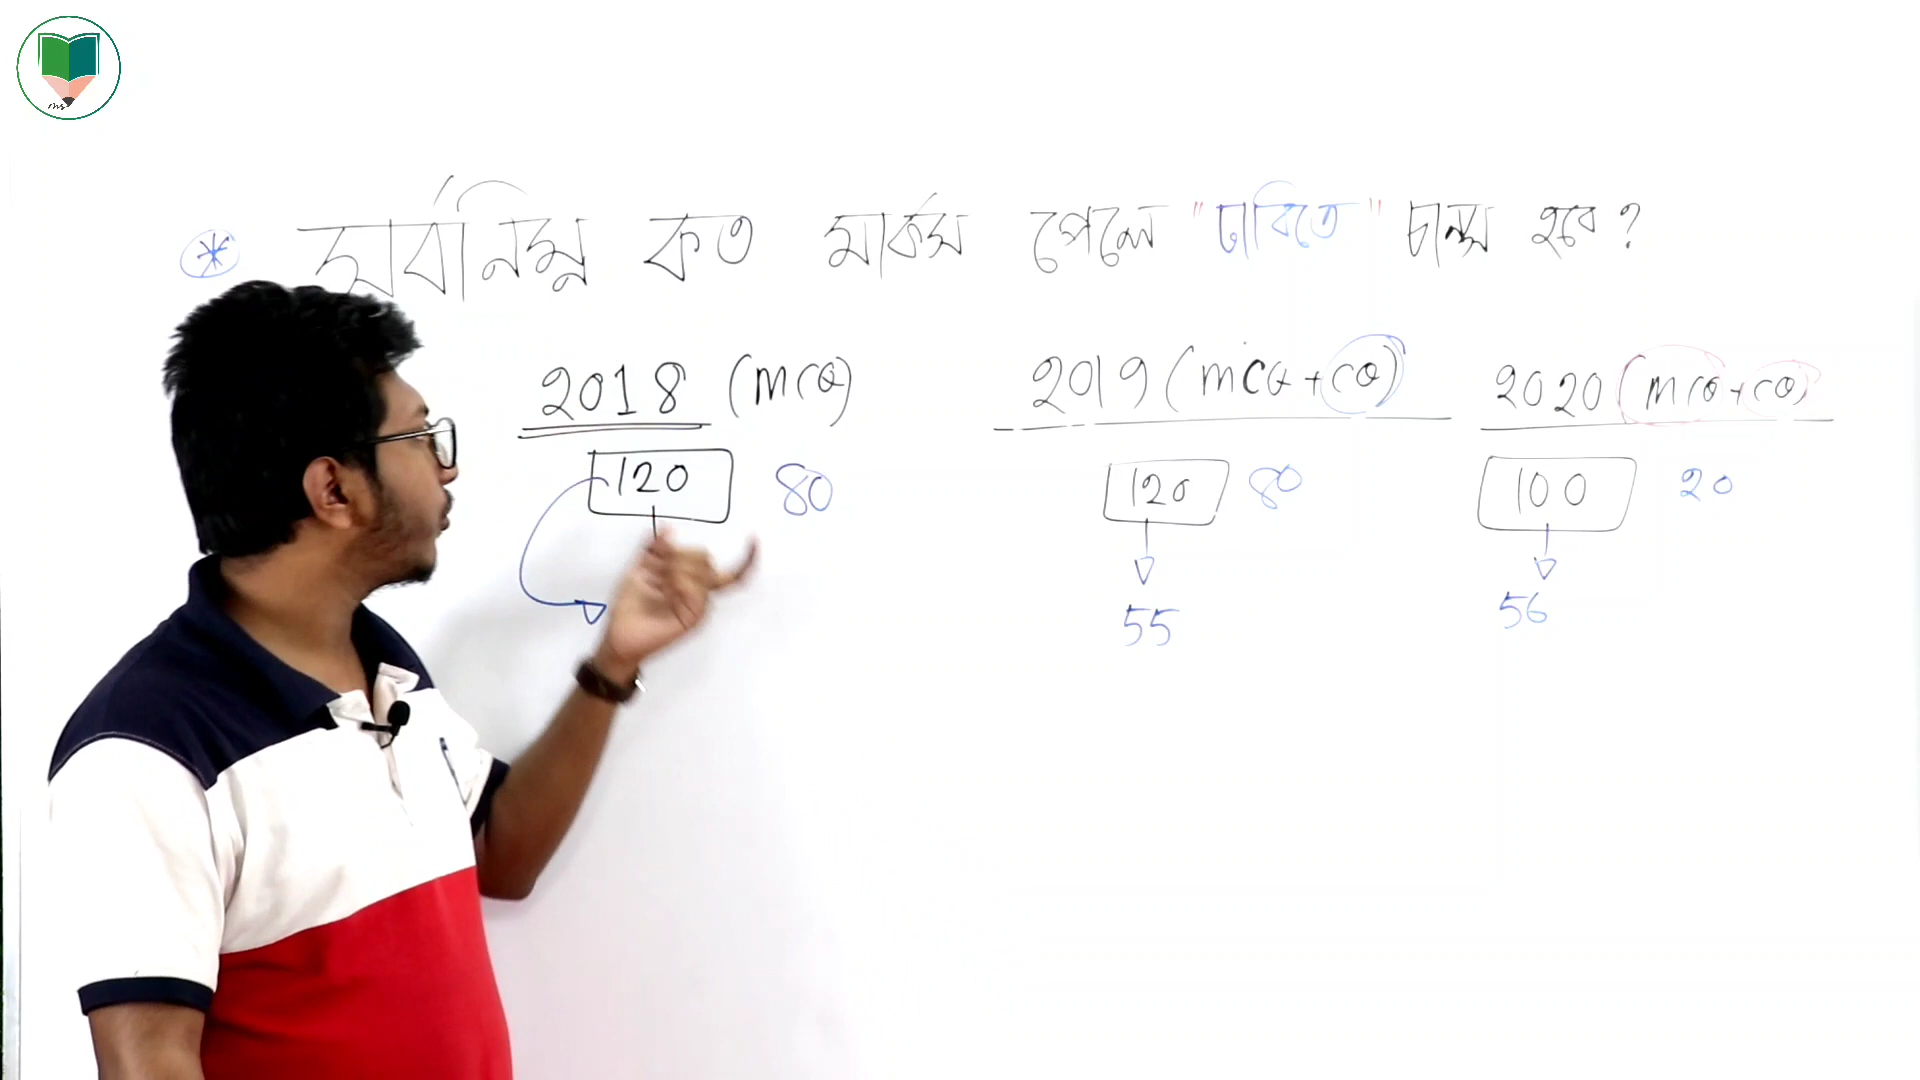 * সার্বনিম্ন কত মার্কস পেলে "ঢাবিতে" চান্স হবে ?
2018 (MCQ) 2019 (MCQ + CQ) 2020 (MCQ + CQ)
120 80 120 80 100 20
55 56